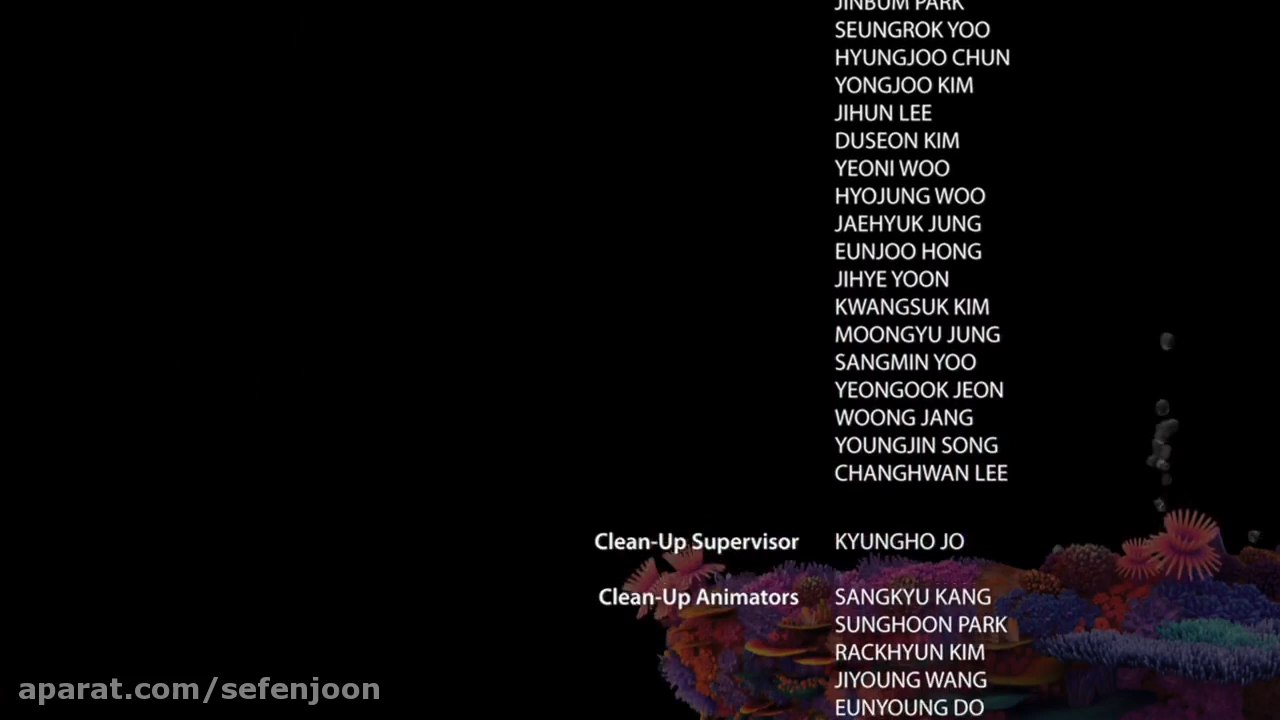 JINBUM PARK
SEUNGROK YOO
HYUNGJOO CHUN
YONGJOO KIM
JIHUN LEE
DUSEON KIM
YEONI WOO
HYOJUNG WOO
JAEHYUK JUNG
EUNJOO HONG
JIHYE YOON
KWANGSUK KIM
MOONGYU JUNG
SANGMIN YOO
YEONGOOK JEON
WOONG JANG
YOUNGJIN SONG
CHANGHWAN LEE
Clean-Up Supervisor KYUNGHO JO
Clean-Up Animators SANGKYU KANG
SUNGHOON PARK
RACKHYUN KIM
JIYOUNG WANG
EUNYOUNG DO
aparat.com/sefenjoon